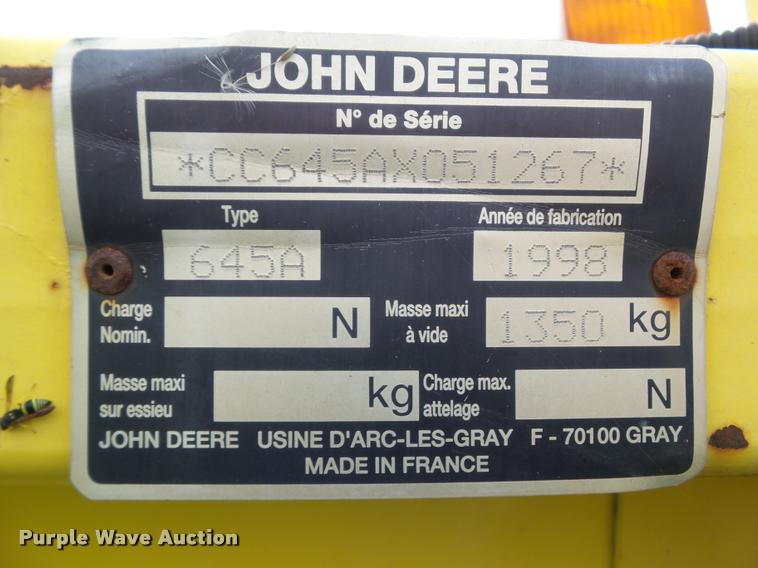 JOHN DEERE
N° de Série
*CC645AX051267*
Type
Année de fabrication
645A
1998
Charge Nomin.
N
Masse maxi à vide
1350 kg
Masse maxi sur essieu
kg
Charge max. attelage
N
JOHN DEERE USINE D'ARC-LES-GRAY F - 70100 GRAY
MADE IN FRANCE
Purple Wave Auction